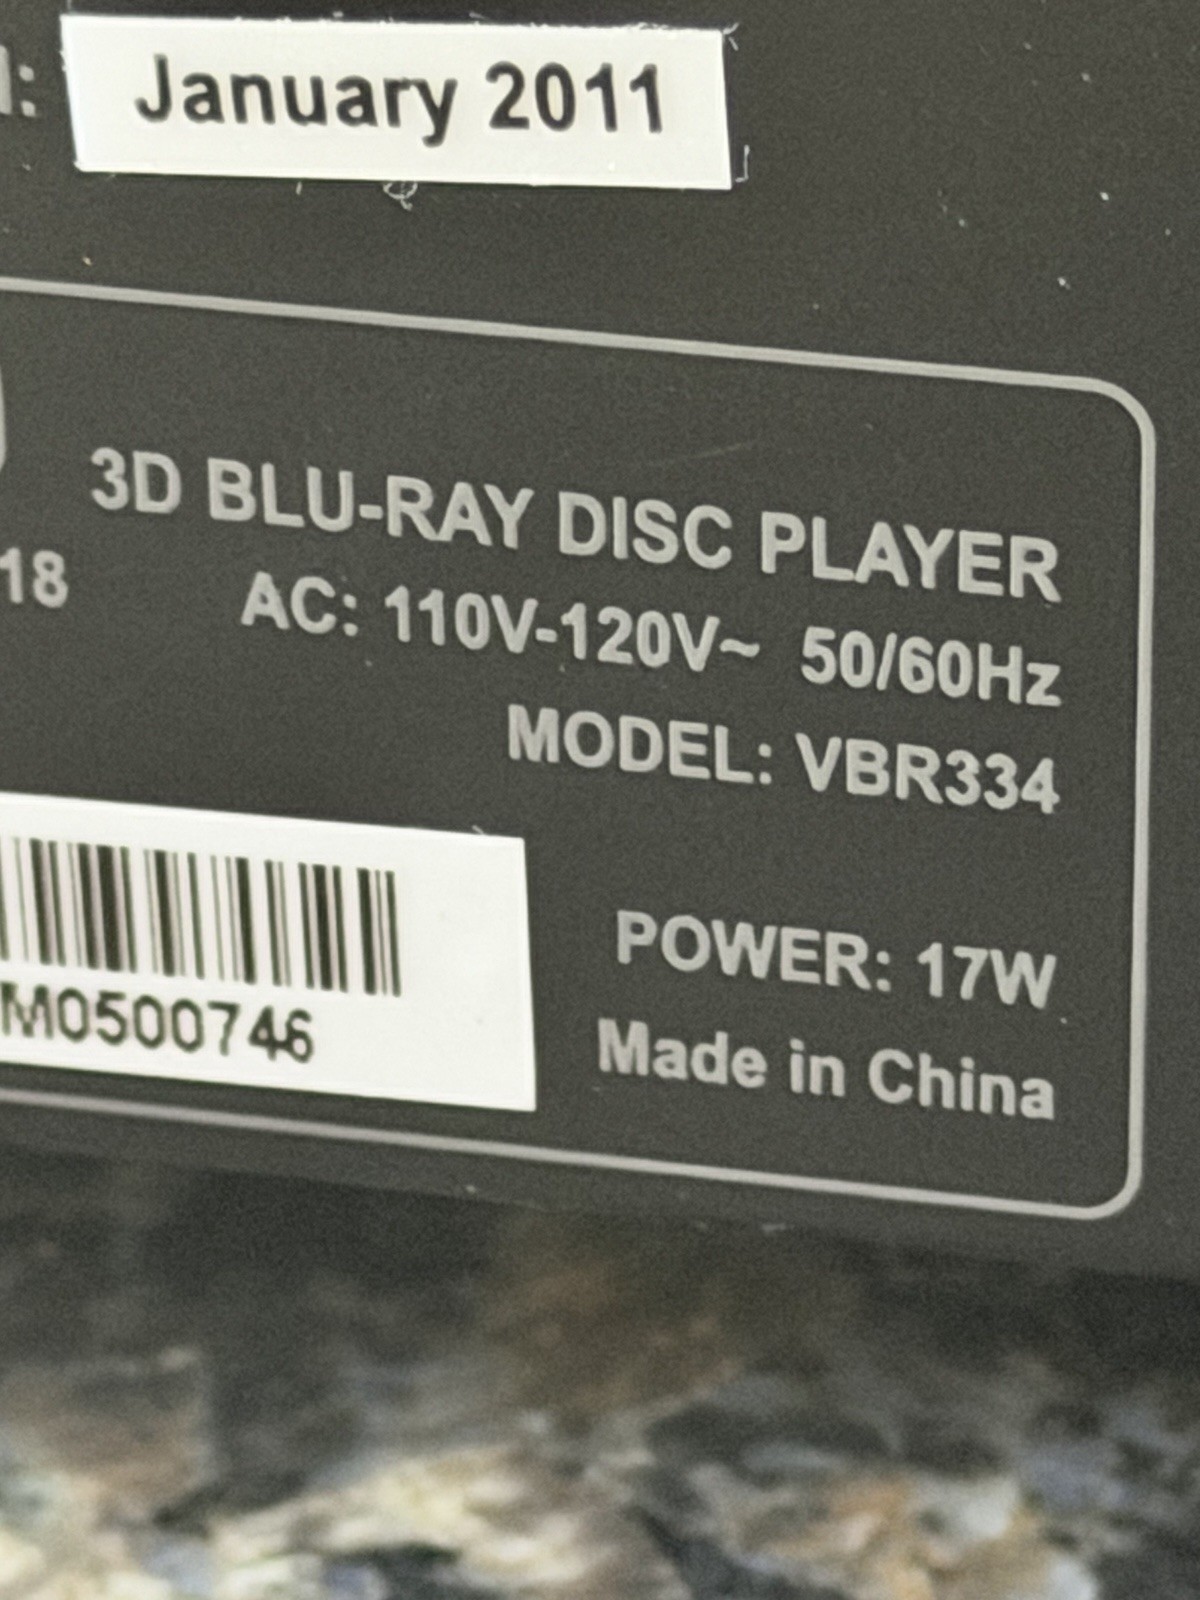 January 2011
3D BLU-RAY DISC PLAYER
18
AC: 110V-120V~ 50/60Hz
MODEL: VBR334
POWER: 17W
M0500746
Made in China